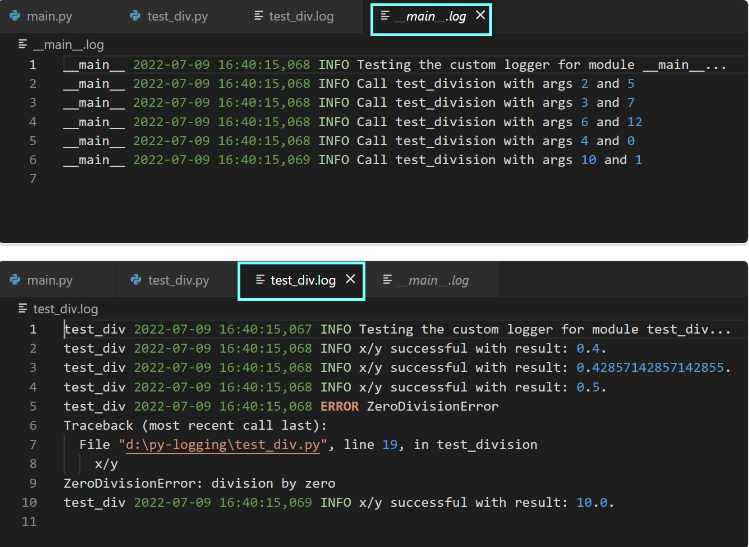 main.py test_div.py test_div.log __main__.log
__main__.log
1 __main__ 2022-07-09 16:40:15,068 INFO Testing the custom logger for module __main__...
2 __main__ 2022-07-09 16:40:15,068 INFO Call test_division with args 2 and 5
3 __main__ 2022-07-09 16:40:15,068 INFO Call test_division with args 3 and 7
4 __main__ 2022-07-09 16:40:15,068 INFO Call test_division with args 6 and 12
5 __main__ 2022-07-09 16:40:15,068 INFO Call test_division with args 4 and 0
6 __main__ 2022-07-09 16:40:15,069 INFO Call test_division with args 10 and 1
7
main.py test_div.py test_div.log __main__.log
test_div.log
1 test_div 2022-07-09 16:40:15,067 INFO Testing the custom logger for module test_div...
2 test_div 2022-07-09 16:40:15,068 INFO x/y successful with result: 0.4.
3 test_div 2022-07-09 16:40:15,068 INFO x/y successful with result: 0.42857142857142855.
4 test_div 2022-07-09 16:40:15,068 INFO x/y successful with result: 0.5.
5 test_div 2022-07-09 16:40:15,068 ERROR ZeroDivisionError
6 Traceback (most recent call last):
7 File "d:\py-logging\test_div.py", line 19, in test_division
8 x/y
9 ZeroDivisionError: division by zero
10 test_div 2022-07-09 16:40:15,069 INFO x/y successful with result: 10.0.
11